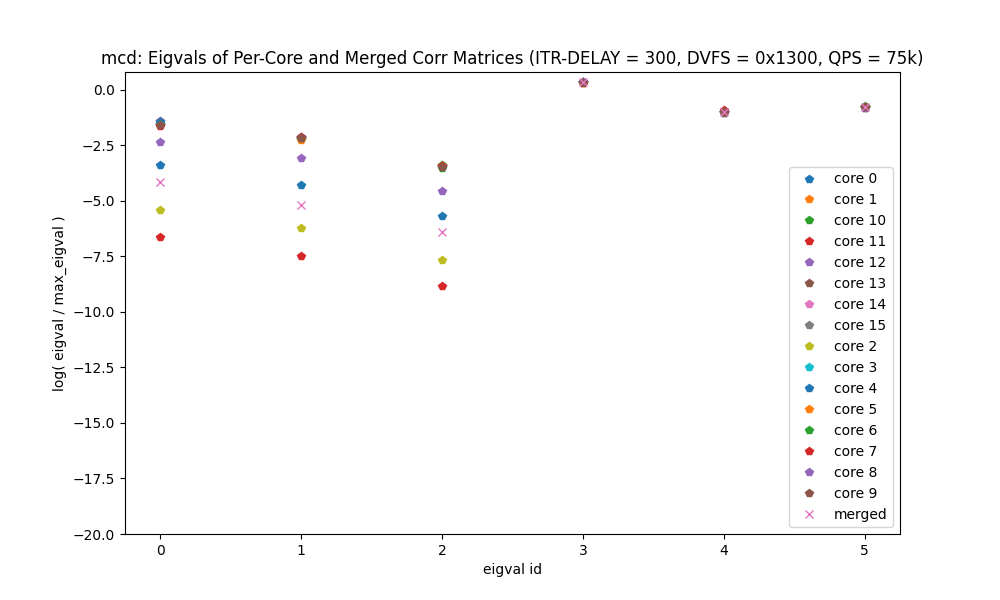 mcd: Eigvals of Per-Core and Merged Corr Matrices (ITR-DELAY = 300, DVFS = 0x1300, QPS = 75k)
log( eigval / max_eigval )
0.0
−2.5
−5.0
−7.5
−10.0
−12.5
−15.0
−17.5
−20.0
core 0
core 1
core 10
core 11
core 12
core 13
core 14
core 15
core 2
core 3
core 4
core 5
core 6
core 7
core 8
core 9
merged
0 1 2 3 4 5
eigval id